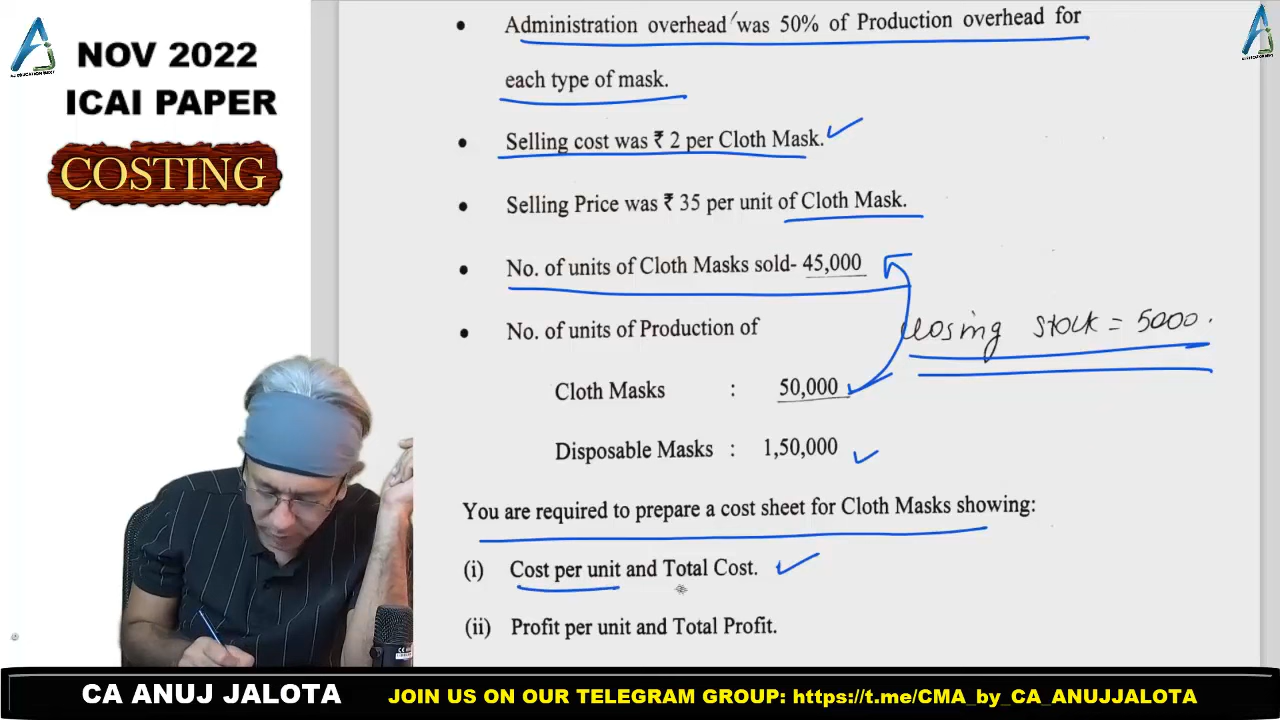 NOV 2022
ICAI PAPER
COSTING
Administration overhead was 50% of Production overhead for
each type of mask.
Selling cost was ₹ 2 per Cloth Mask.
Selling Price was ₹ 35 per unit of Cloth Mask.
No. of units of Cloth Masks sold- 45,000
No. of units of Production of
closing stock = 5000.
Cloth Masks : 50,000
Disposable Masks : 1,50,000
You are required to prepare a cost sheet for Cloth Masks showing:
(i) Cost per unit and Total Cost.
(ii) Profit per unit and Total Profit.
CA ANUJ JALOTA JOIN US ON OUR TELEGRAM GROUP: https://t.me/CMA_by_CA_ANUJJALOTA